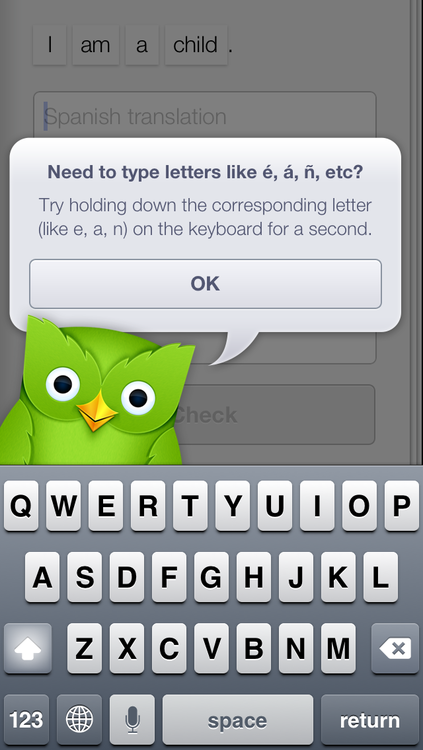 I am a child .
Spanish translation
Need to type letters like é, á, ñ, etc?
Try holding down the corresponding letter
(like e, a, n) on the keyboard for a second.
OK
Check
Q W E R T Y U I O P
A S D F G H J K L
Z X C V B N M
123 space return